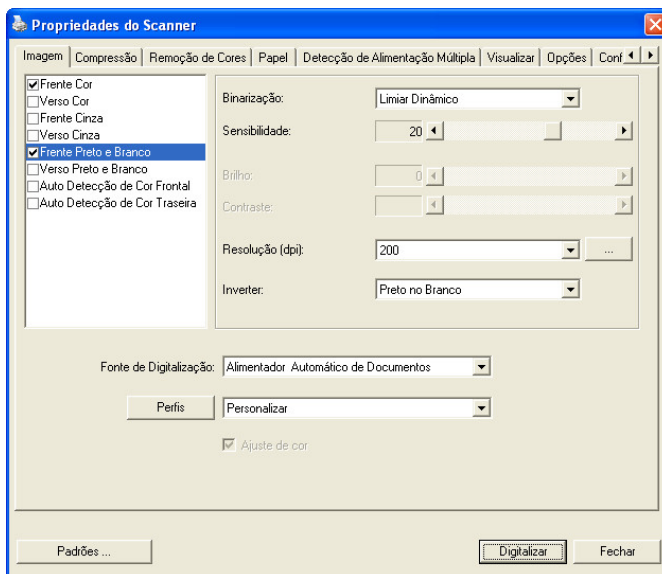 Propriedades do Scanner
Imagem Compressão Remoção de Cores Papel Detecção de Alimentação Múltipla Visualizar Opções Conf
Frente Cor
Verso Cor
Frente Cinza
Verso Cinza
Frente Preto e Branco
Verso Preto e Branco
Auto Detecção de Cor Frontal
Auto Detecção de Cor Traseira
Binarização: Limiar Dinâmico
Sensibilidade: 20
Brilho: 0
Contraste:
Resolução (dpi): 200 ...
Inverter: Preto no Branco
Fonte de Digitalização: Alimentador Automático de Documentos
Perfis Personalizar
Ajuste de cor
Padrões ... Digitalizar Fechar